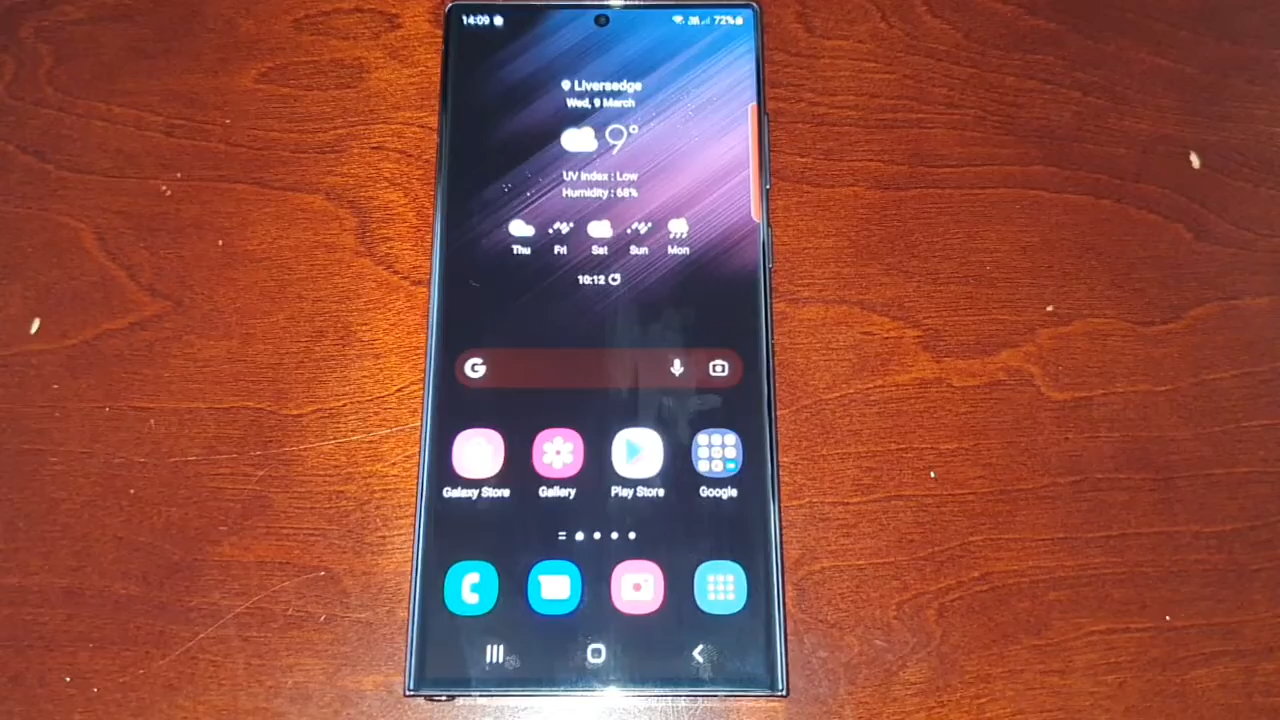 14:09
72%
Liversedge
Wed, 9 March
9°
UV index : Low
Humidity : 68%
Thu Fri Sat Sun Mon
10:12
G
Galaxy Store Gallery Play Store Google